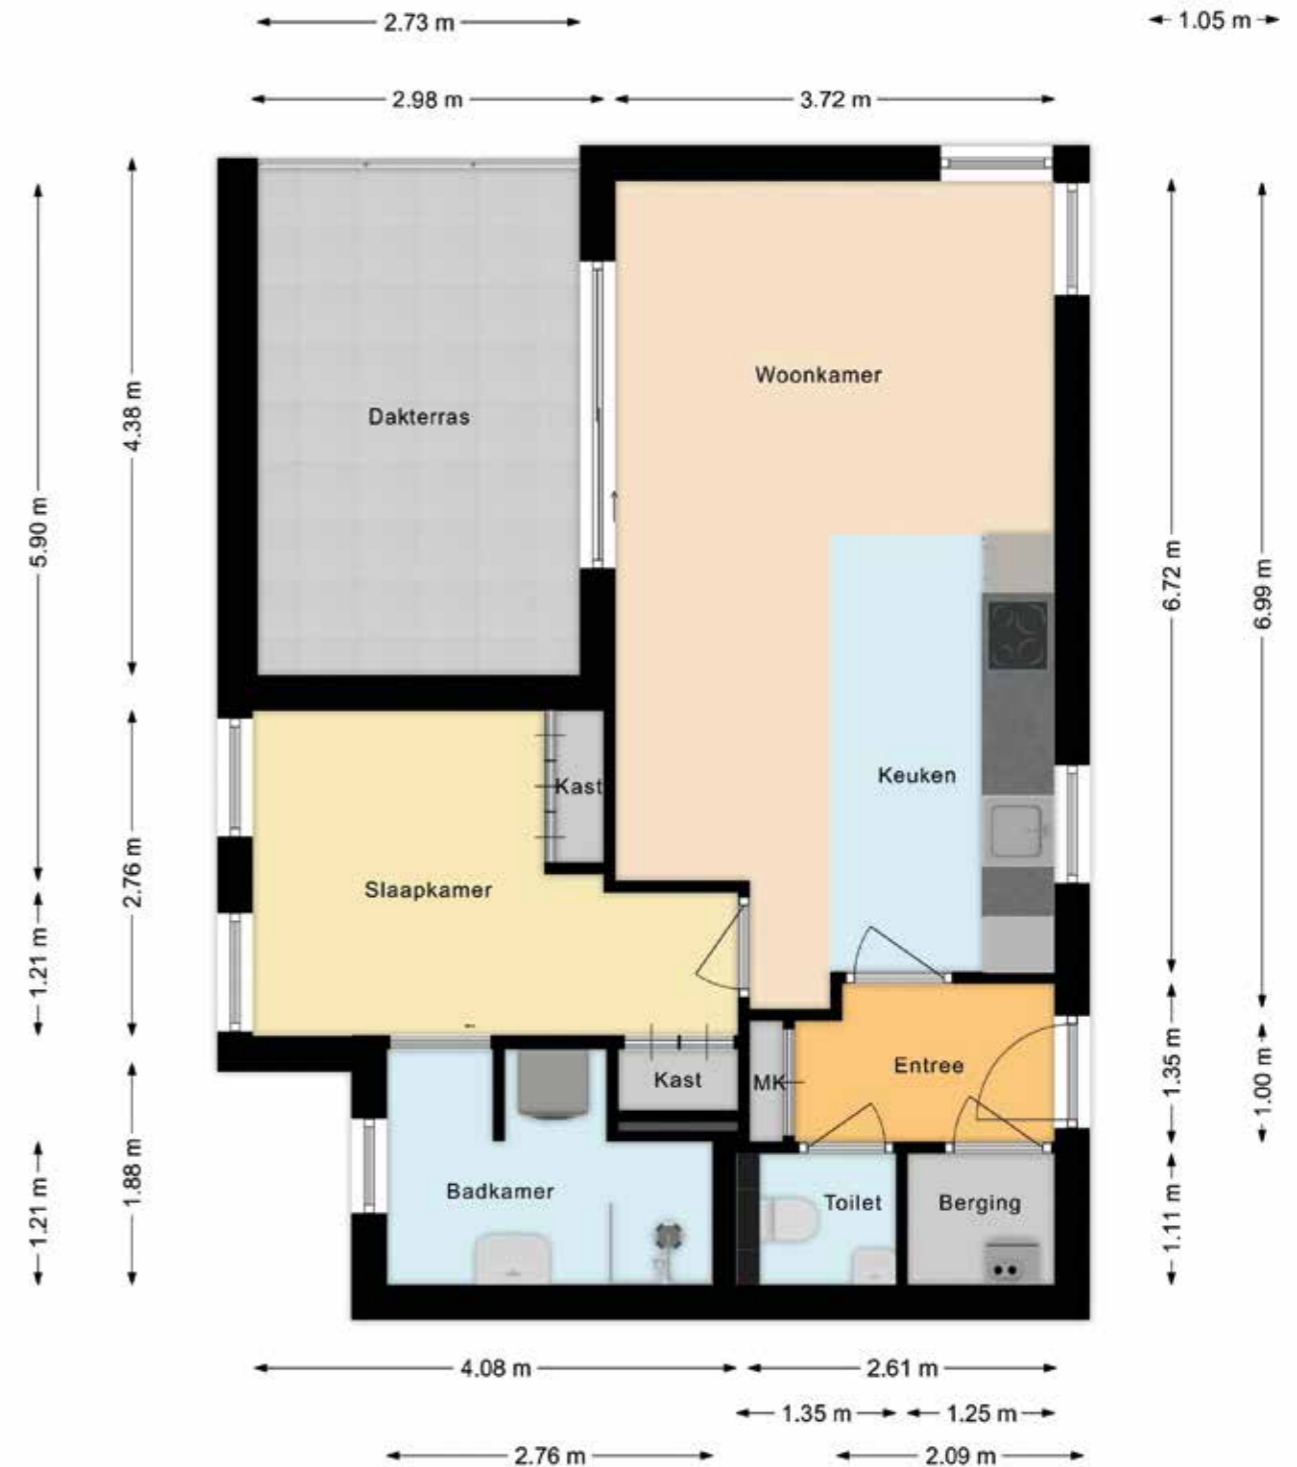 2.73 m
1.05 m
2.98 m
3.72 m
Woonkamer
Dakterras
4.38 m
5.90 m
6.72 m
6.99 m
Keuken
Kast
2.76 m
Slaapkamer
1.21 m
Entree
Kast
MK
1.35 m
1.00 m
1.88 m
Badkamer
Toilet
Berging
1.21 m
1.11 m
4.08 m
2.61 m
1.35 m
1.25 m
2.76 m
2.09 m